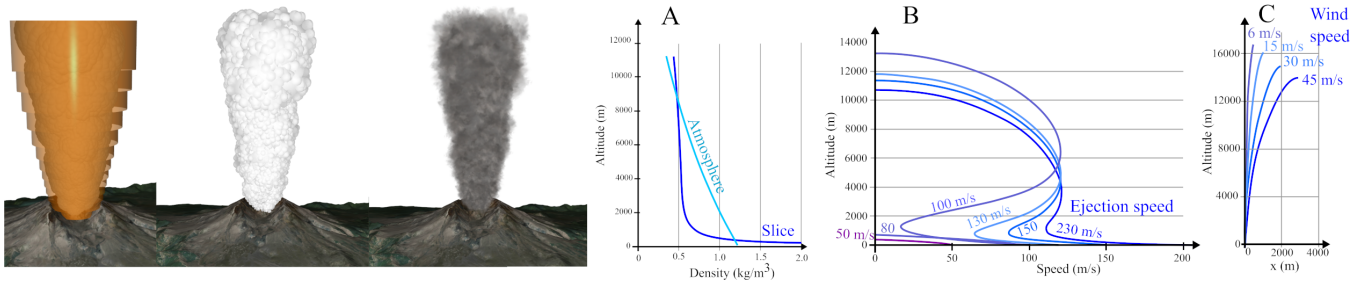 A
12000
10000
8000
6000
4000
2000
0
Altitude (m)
Atmosphere
Slice
0
0.5
1.0
1.5
2.0
Density (kg/m³)
B
14000
12000
10000
8000
6000
4000
2000
0
Altitude (m)
100 m/s
130 m/s
Ejection speed
50 m/s
80
150
230 m/s
0
50
100
150
200
Speed (m/s)
C
Wind
speed
6 m/s
15 m/s
30 m/s
45 m/s
16000
12000
8000
4000
0
Altitude (m)
0
2000
4000
x (m)